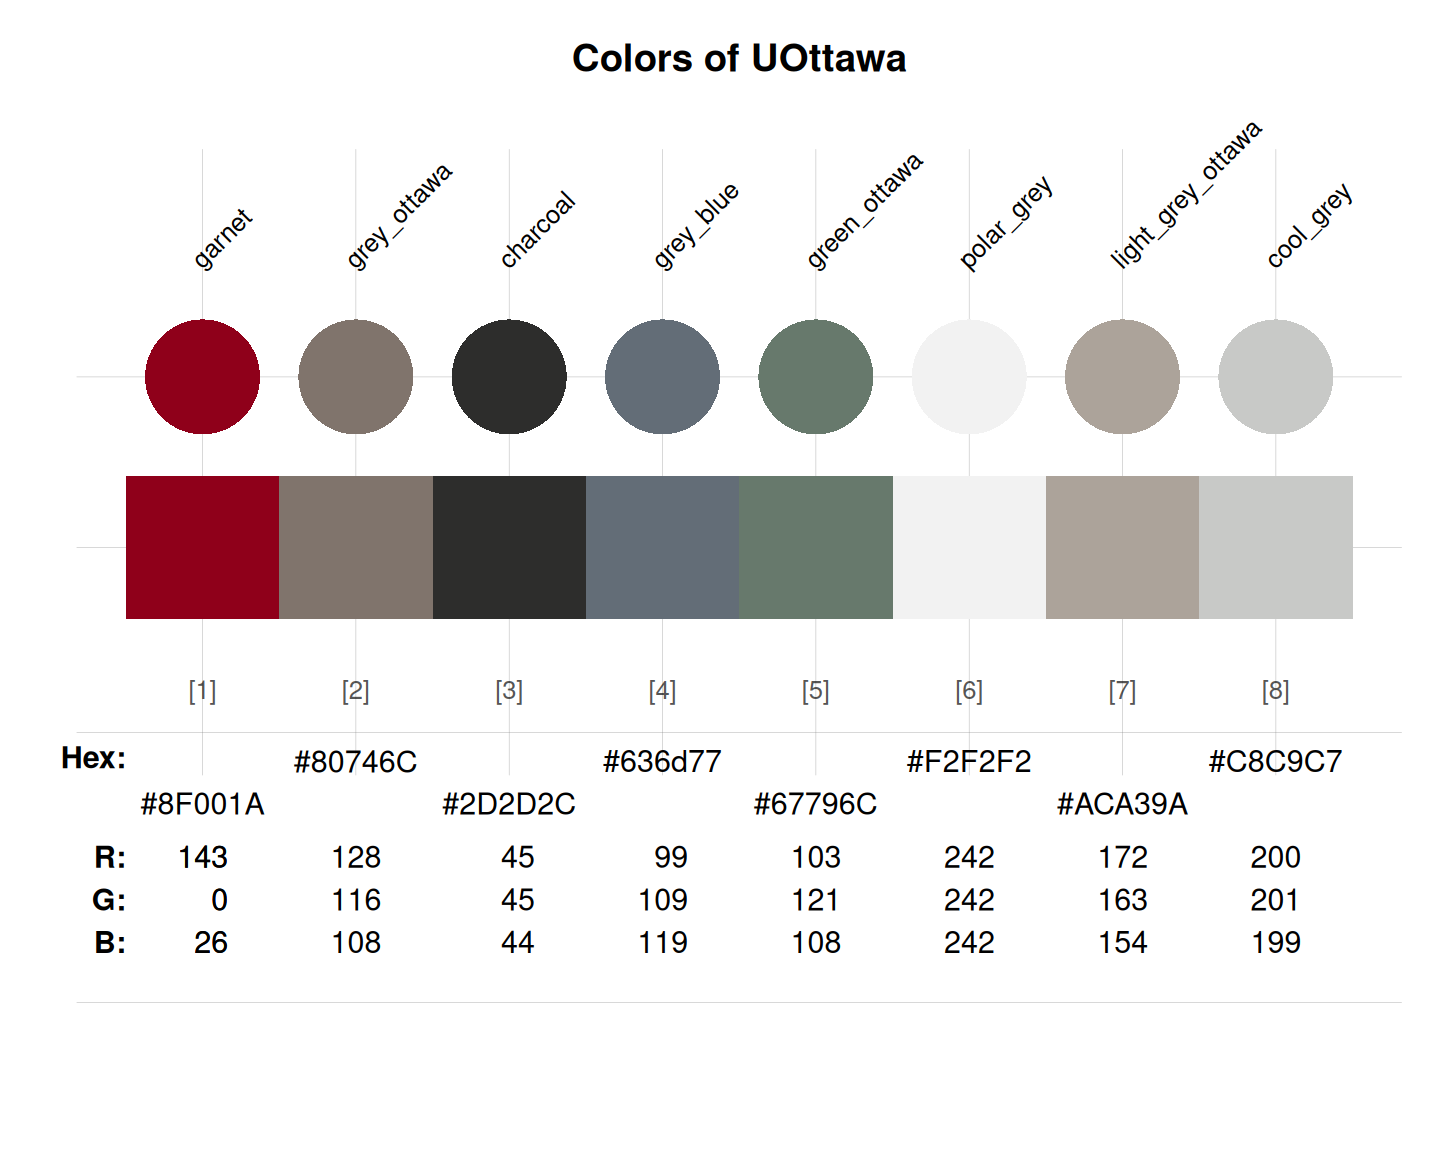 Colors of UOttawa
garnet
grey_ottawa
charcoal
grey_blue
green_ottawa
polar_grey
light_grey_ottawa
cool_grey
[1] [2] [3] [4] [5] [6] [7] [8]
Hex: #80746C #636d77 #F2F2F2 #C8C9C7
#8F001A #2D2D2C #67796C #ACA39A
R: 143 128 45 99 103 242 172 200
G: 0 116 45 109 121 242 163 201
B: 26 108 44 119 108 242 154 199